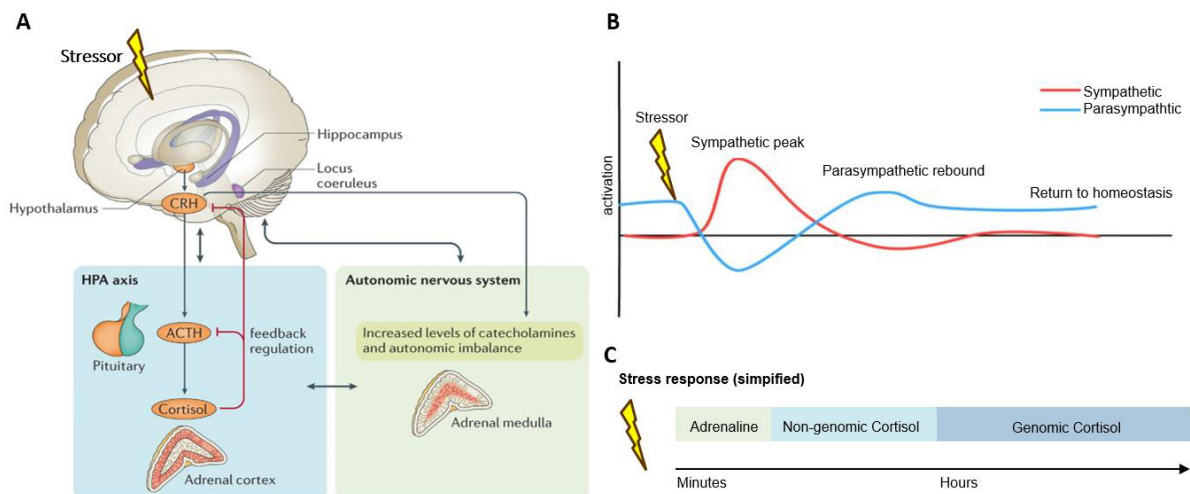 A
Stressor
Hippocampus
Locus
coeruleus
Hypothalamus
CRH
HPA axis
ACTH
feedback
regulation
Pituitary
Cortisol
Adrenal cortex
Autonomic nervous system
Increased levels of catecholamines
and autonomic imbalance
Adrenal medulla
B
Sympathetic
Parasympathtic
Stressor
Sympathetic peak
Parasympathetic rebound
Return to homeostasis
activation
C
Stress response (simpified)
Adrenaline
Non-genomic Cortisol
Genomic Cortisol
Minutes
Hours